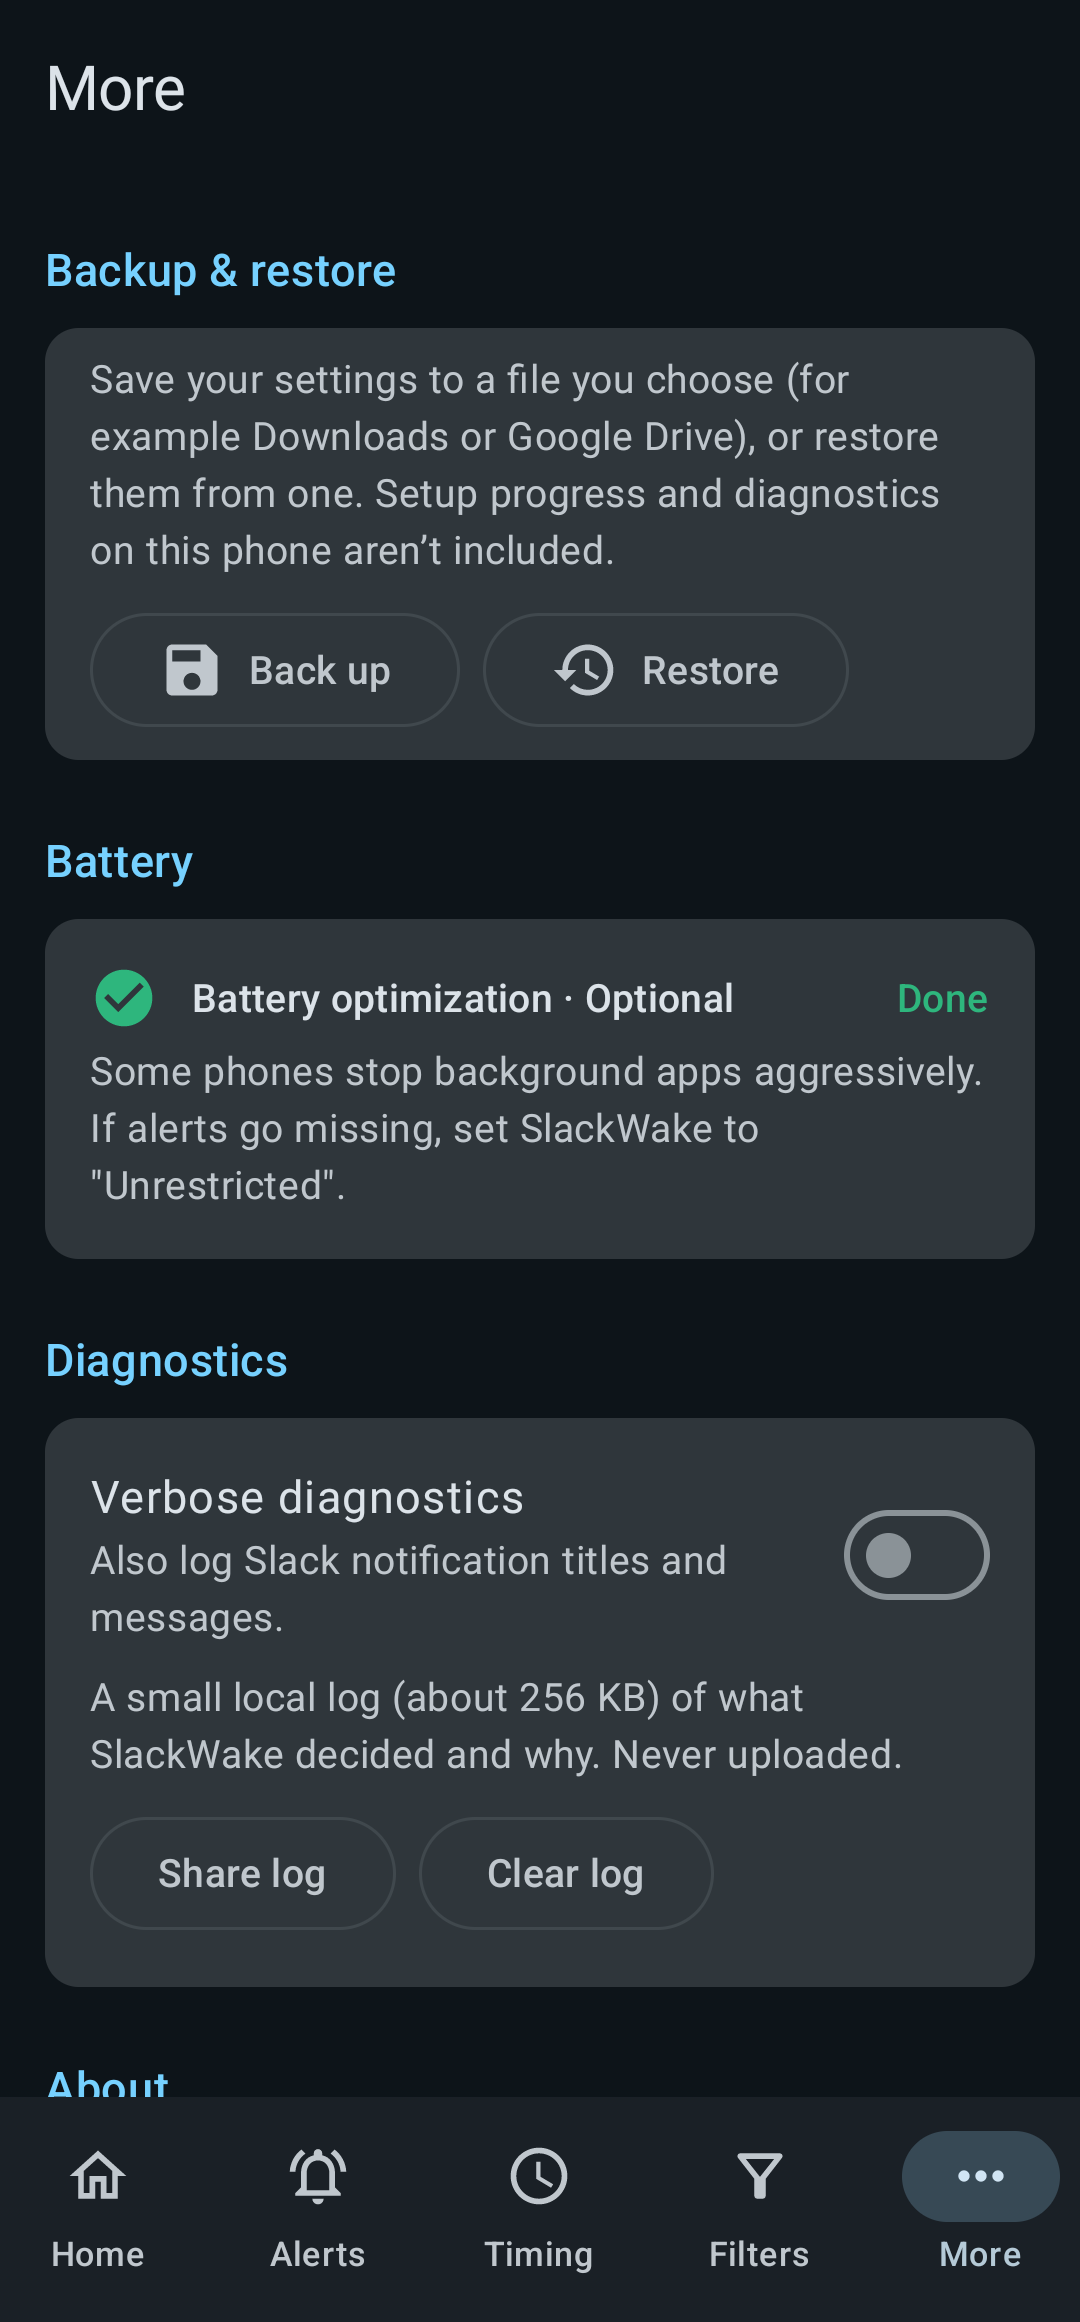 More
Backup & restore
Save your settings to a file you choose (for
example Downloads or Google Drive), or restore
them from one. Setup progress and diagnostics
on this phone aren’t included.
Back up
Restore
Battery
Battery optimization · Optional
Done
Some phones stop background apps aggressively.
If alerts go missing, set SlackWake to
"Unrestricted".
Diagnostics
Verbose diagnostics
Also log Slack notification titles and
messages.
A small local log (about 256 KB) of what
SlackWake decided and why. Never uploaded.
Share log
Clear log
About
Home
Alerts
Timing
Filters
More